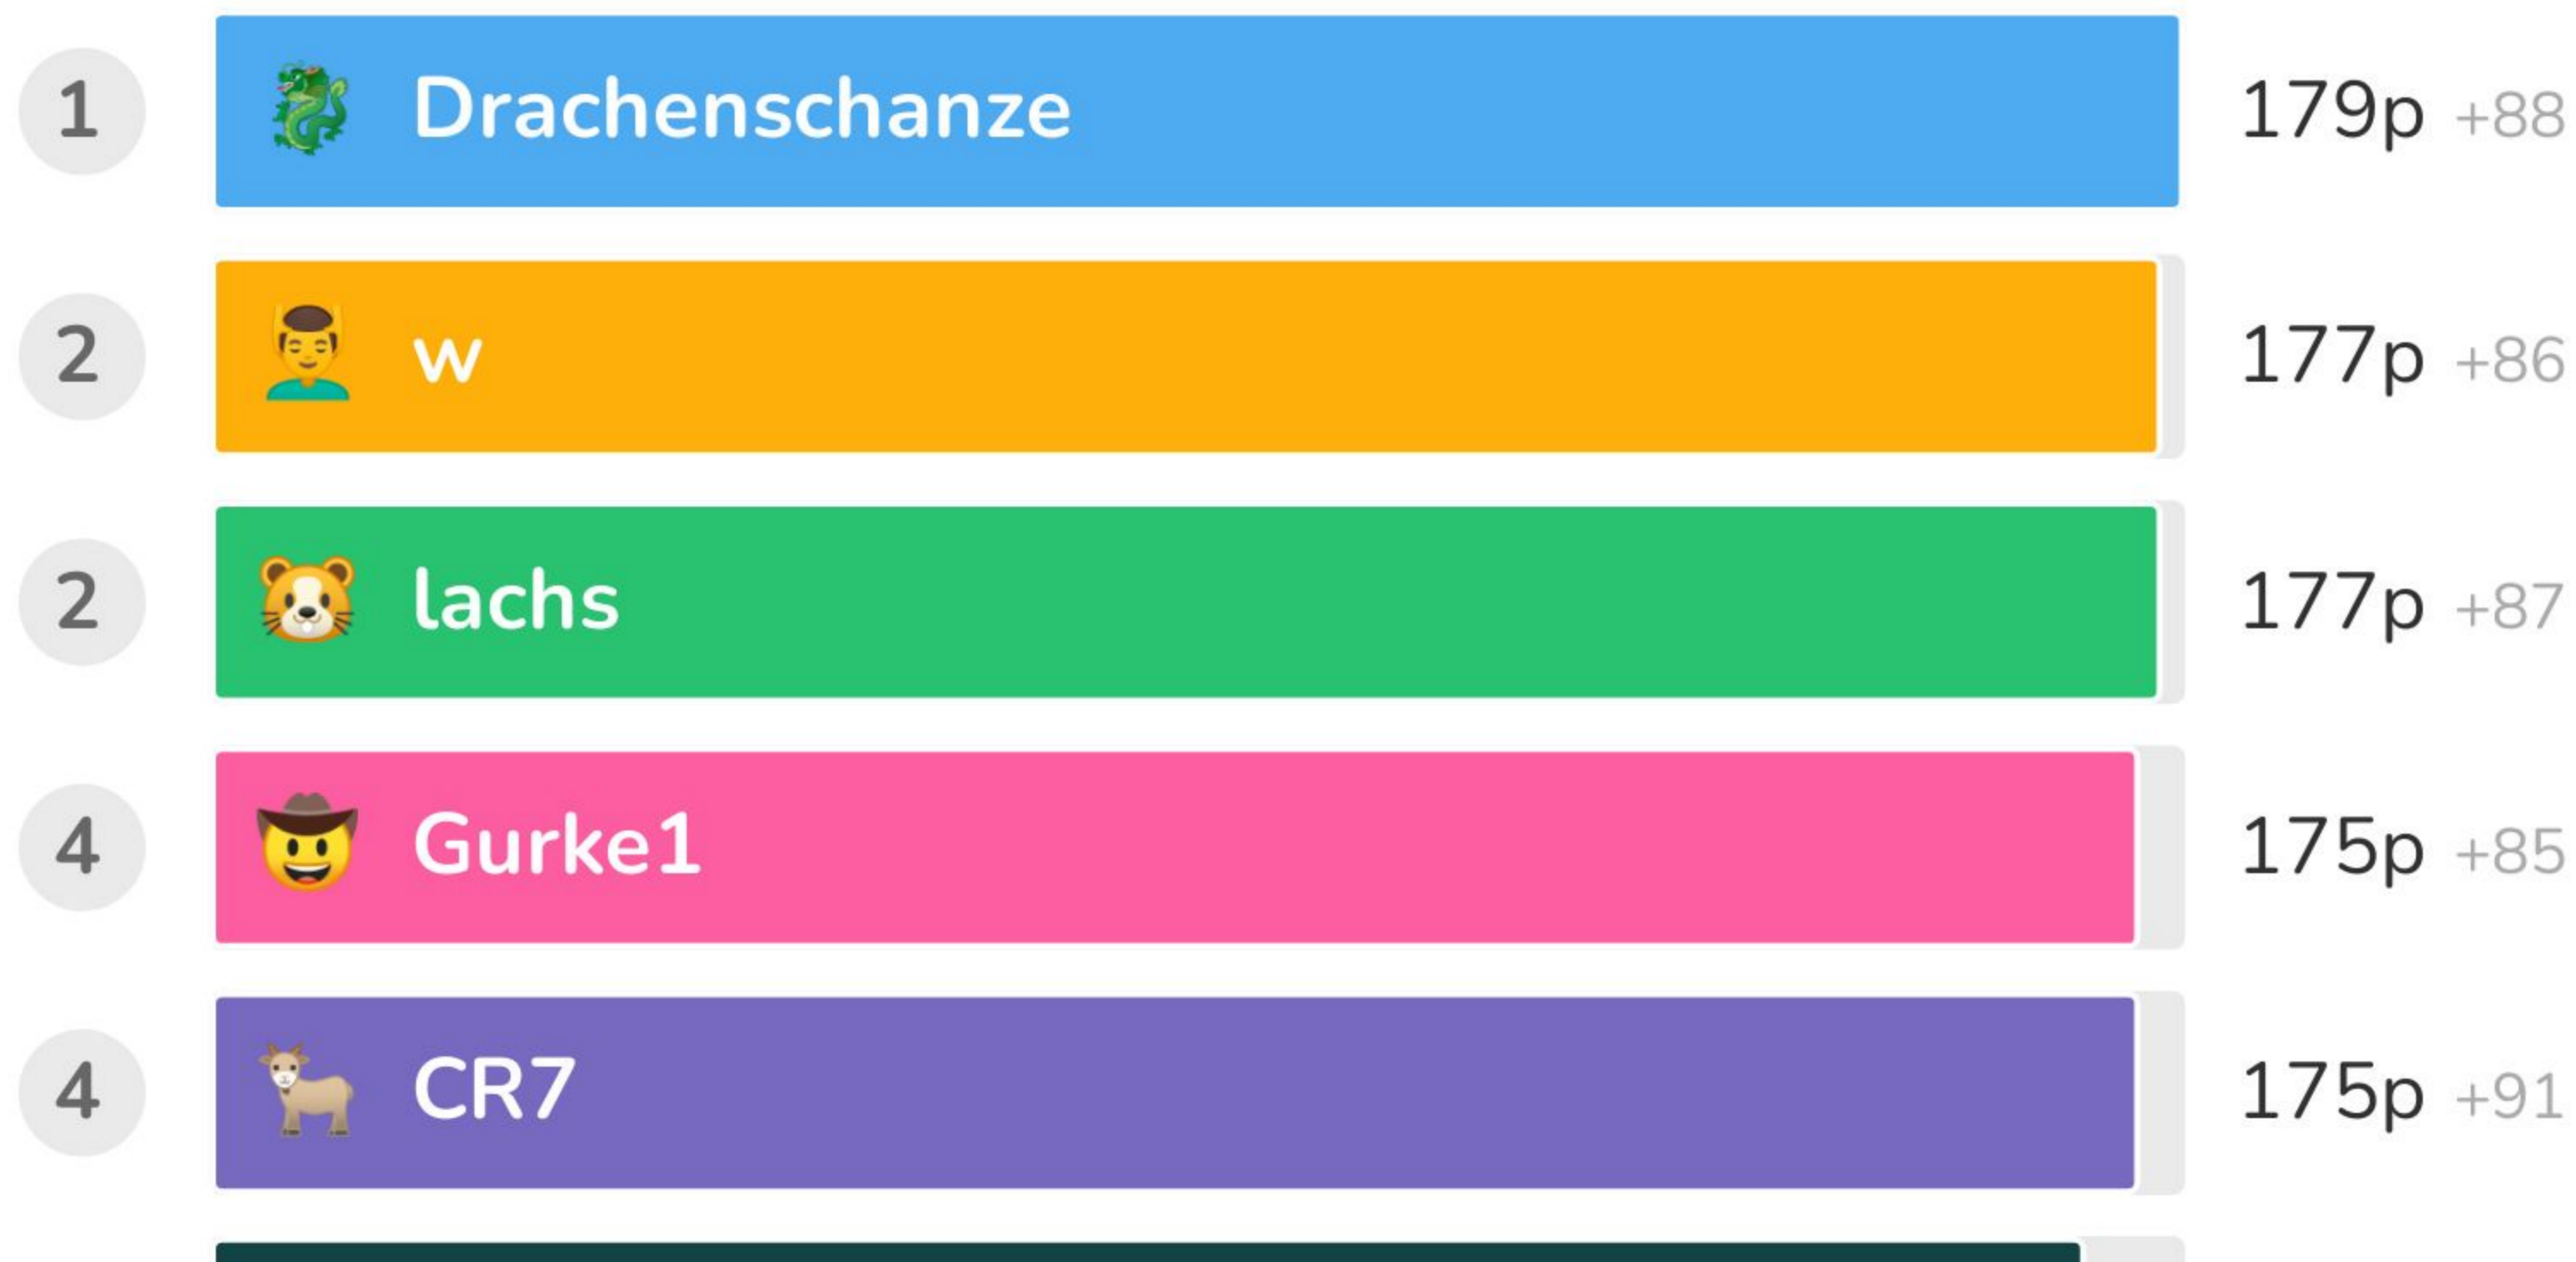 1 Drachenschanze 179p +88
2 w 177p +86
2 lachs 177p +87
4 Gurke1 175p +85
4 CR7 175p +91